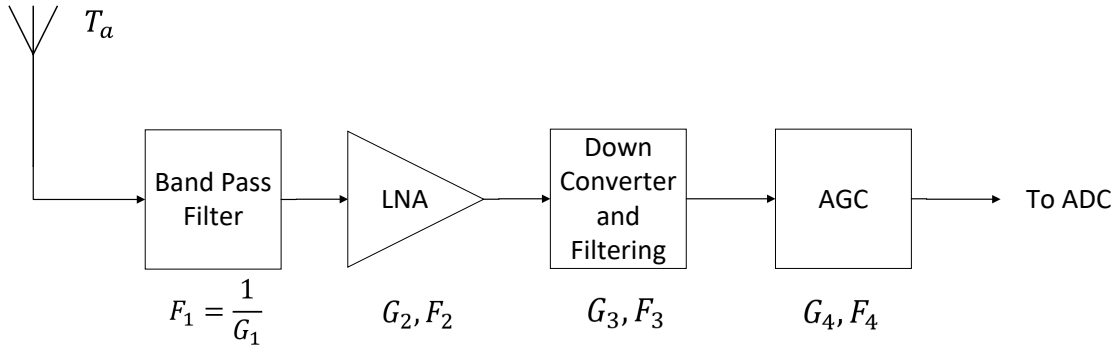 T_a
Band Pass
Filter
LNA
Down
Converter
and
Filtering
AGC
To ADC
F_1 = 1/G_1
G_2, F_2
G_3, F_3
G_4, F_4